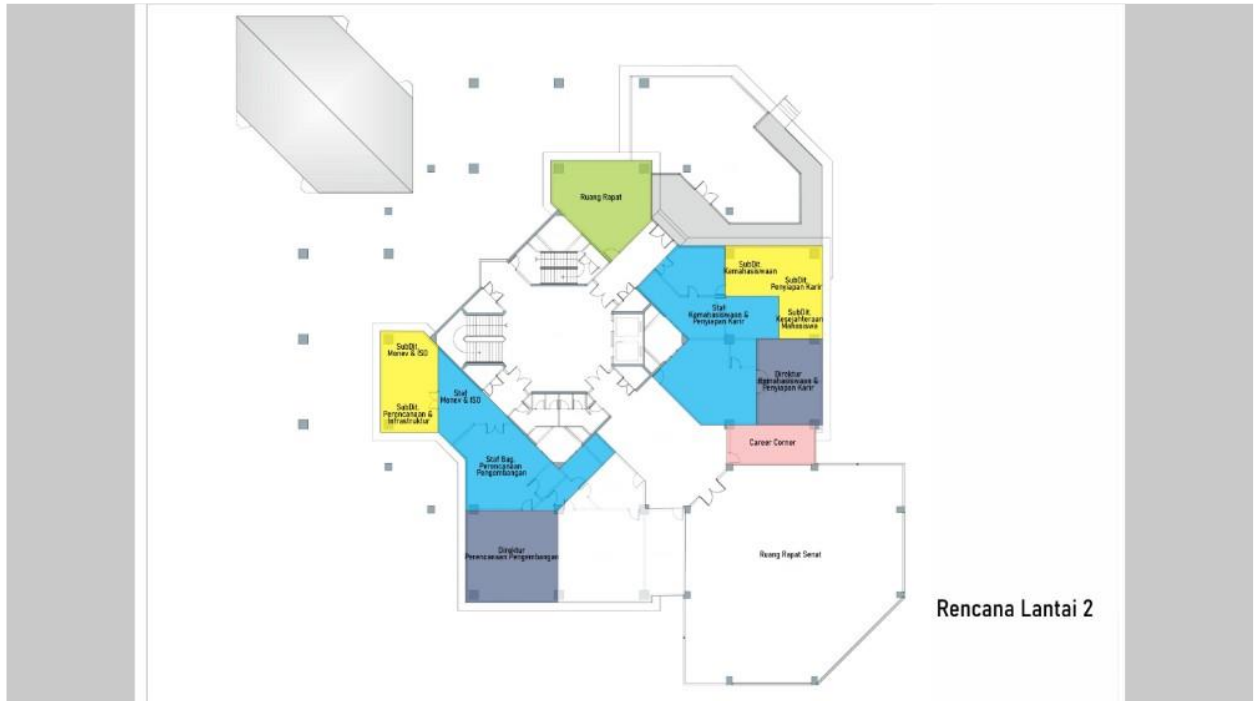 Ruang Rapat
SubDit.
Kemahasiswaan
SubDit.
Penyiapan Karir
Staf
Kemahasiswaan &
Penyiapan Karir
SubDit.
Kesejahteraan
Mahasiswa
SubDit.
Monev & ISO
Staf
Monev & ISO
Direktur
Kemahasiswaan &
Penyiapan Karir
SubDit.
Perencanaan &
Infrastruktur
Career Corner
Staf Bag.
Perencanaan
Pengembangan
Direktur
Perencanaan Pengembangan
Ruang Rapat Senat
Rencana Lantai 2